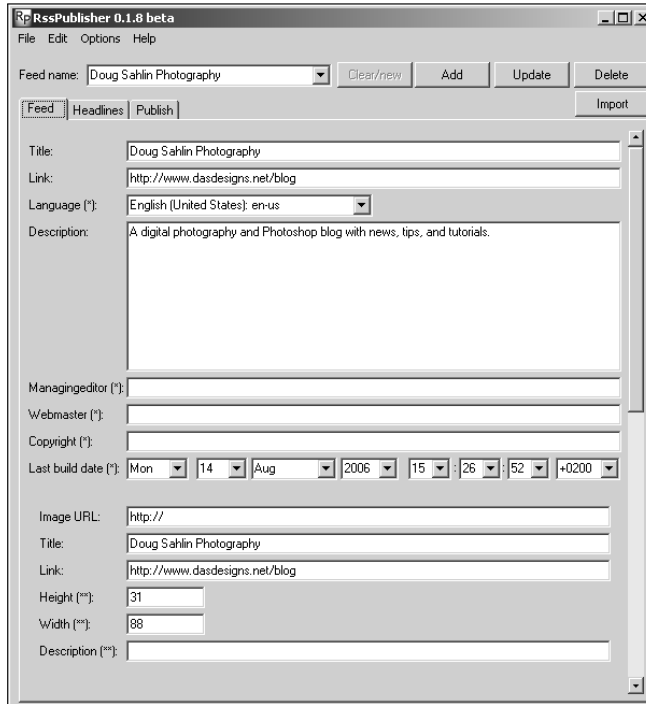 Rp RssPublisher 0.1.8 beta
File Edit Options Help
Feed name: Doug Sahlin Photography Clear/new Add Update Delete
Feed Headlines Publish Import
Title: Doug Sahlin Photography
Link: http://www.dasdesigns.net/blog
Language (*): English (United States): en-us
Description: A digital photography and Photoshop blog with news, tips, and tutorials.
Managingeditor (*):
Webmaster (*):
Copyright (*):
Last build date (*): Mon 14 Aug 2006 15 : 26 : 52 +0200
Image URL: http://
Title: Doug Sahlin Photography
Link: http://www.dasdesigns.net/blog
Height (**): 31
Width (**): 88
Description (**):